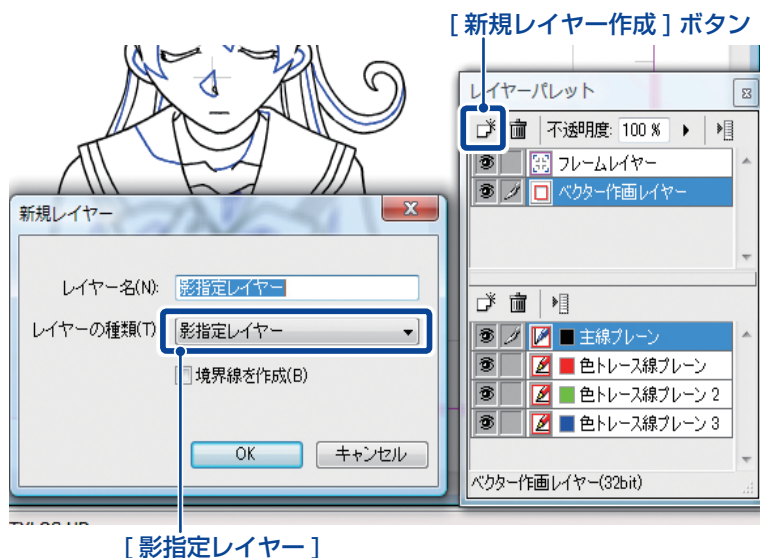 [ 新規レイヤー作成 ] ボタン
レイヤーパレット
不透明度: 100 %
フレームレイヤー
ベクター作画レイヤー
新規レイヤー
レイヤー名(N): 影指定レイヤー
レイヤーの種類(T) 影指定レイヤー
境界線を作成(B)
OK キャンセル
主線プレーン
色トレース線プレーン
色トレース線プレーン 2
色トレース線プレーン 3
ベクター作画レイヤー(32bit)
[ 影指定レイヤー ]